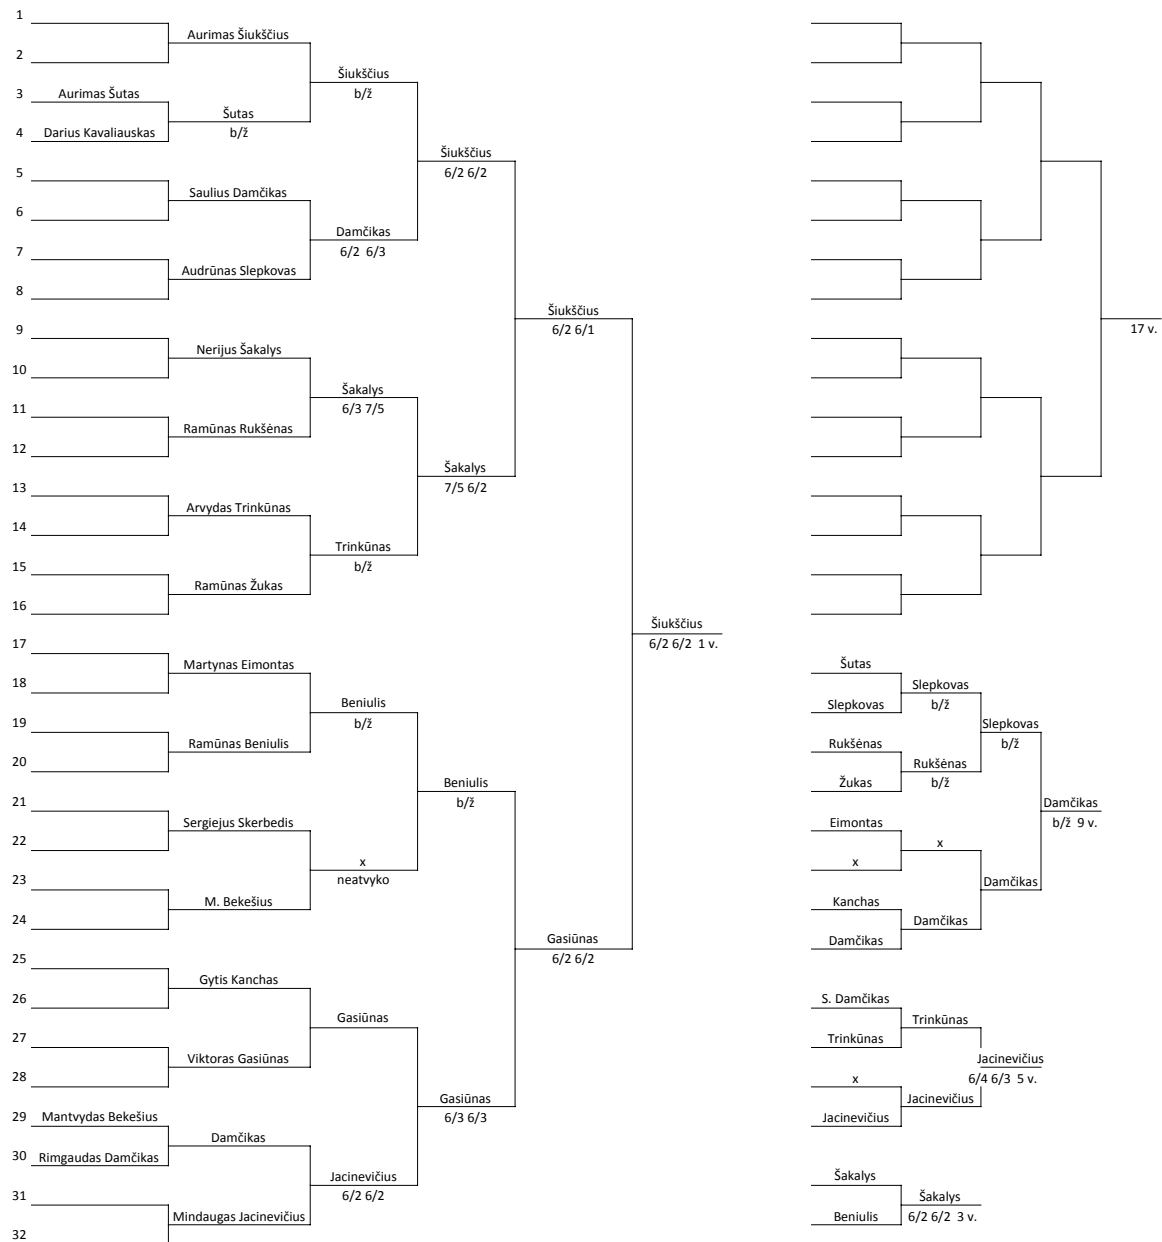 1
Aurimas Šiukščius
2
Šiukščius
b/ž
3
Aurimas Šutas
Šutas
b/ž
4
Darius Kavaliauskas
Šiukščius
6/2 6/2
5
Saulius Damčikas
6
Damčikas
6/2 6/3
7
Audrūnas Slepkovas
8
Šiukščius
6/2 6/1
17 v.
9
Nerijus Šakalys
10
Šakalys
6/3 7/5
11
Ramūnas Rukšėnas
12
Šakalys
7/5 6/2
13
Arvydas Trinkūnas
14
Trinkūnas
b/ž
15
Ramūnas Žukas
16
Šiukščius
6/2 6/2 1 v.
17
Martynas Eimontas
18
Beniulis
b/ž
19
Ramūnas Beniulis
20
Beniulis
b/ž
21
Sergiejus Skerbedis
22
x
neatvyko
23
M. Bekešius
24
Gasiūnas
6/2 6/2
25
Gytis Kanchas
26
Gasiūnas
27
Viktoras Gasiūnas
28
Gasiūnas
6/3 6/3
29
Mantvydas Bekešius
Damčikas
30
Rimgaudas Damčikas
Jacinevičius
6/2 6/2
31
Mindaugas Jacinevičius
32
Šutas
Slepkovas
b/ž
Slepkovas
Slepkovas
b/ž
Rukšėnas
Rukšėnas
b/ž
Žukas
Damčikas
b/ž 9 v.
Eimontas
x
x
Damčikas
Kanchas
Damčikas
Damčikas
S. Damčikas
Trinkūnas
Trinkūnas
Jacinevičius
6/4 6/3 5 v.
x
Jacinevičius
Jacinevičius
Šakalys
Šakalys
6/2 6/2 3 v.
Beniulis